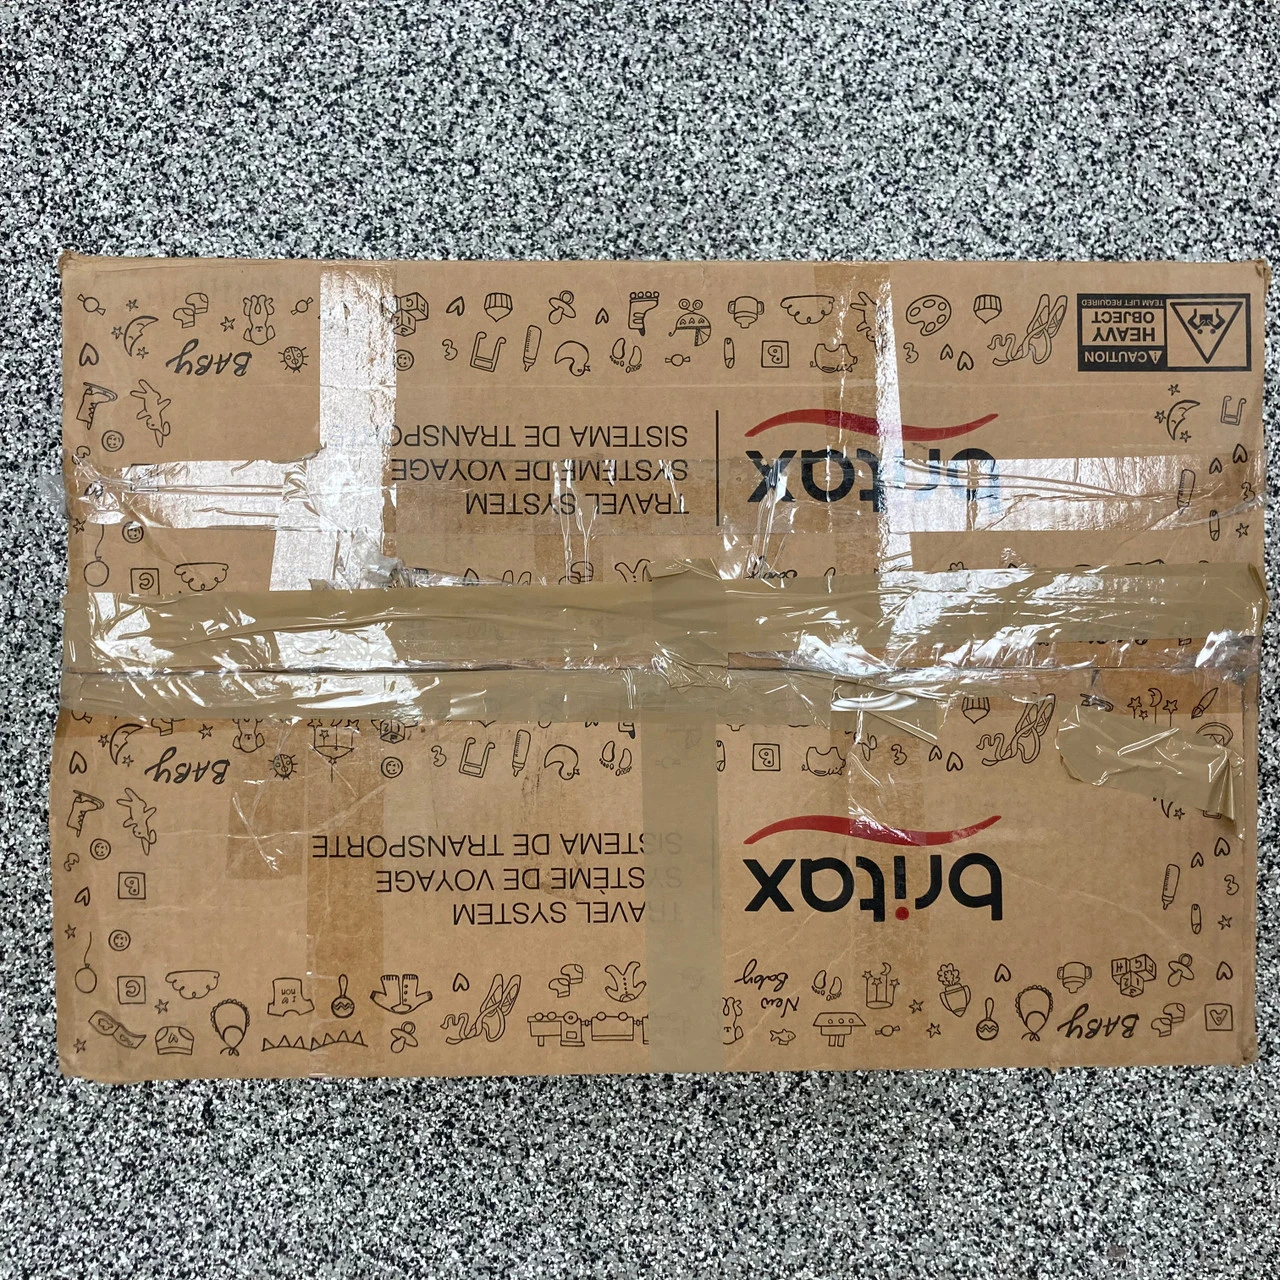 britax
TRAVEL SYSTEM
SYSTÈME DE VOYAGE
SISTEMA DE TRANSPORTE
britax
TRAVEL SYSTEM
SYSTÈME DE VOYAGE
SISTEMA DE TRANSPORTE
CAUTION
HEAVY
OBJECT
TEAM LIFT REQUIRED
BABY
New
Baby
BABY
BABY